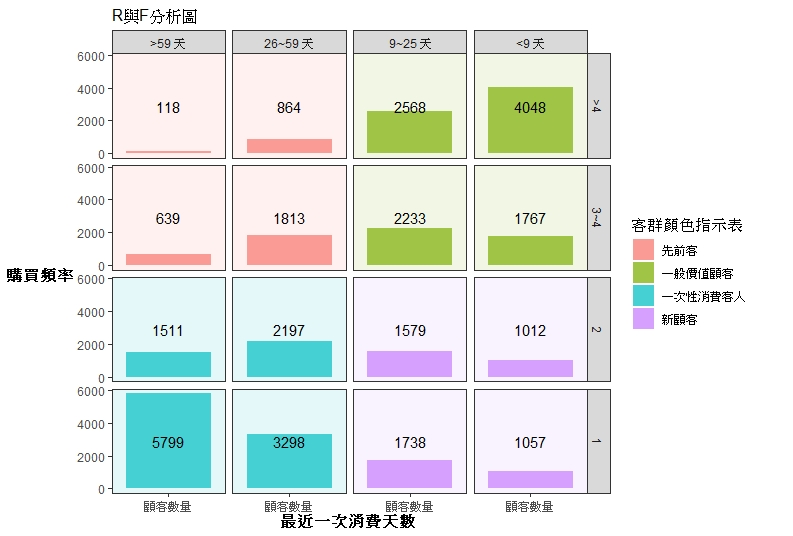 R與F分析圖
>59 天
26~59 天
9~25 天
<9 天
6000
4000
2000
0
118
864
2568
4048
>4
6000
4000
2000
0
639
1813
2233
1767
3~4
購買頻率
6000
4000
2000
0
1511
2197
1579
1012
2
6000
4000
2000
0
5799
3298
1738
1057
1
顧客數量
顧客數量
顧客數量
顧客數量
最近一次消費天數
客群顏色指示表
先前客
一般價值顧客
一次性消費客人
新顧客